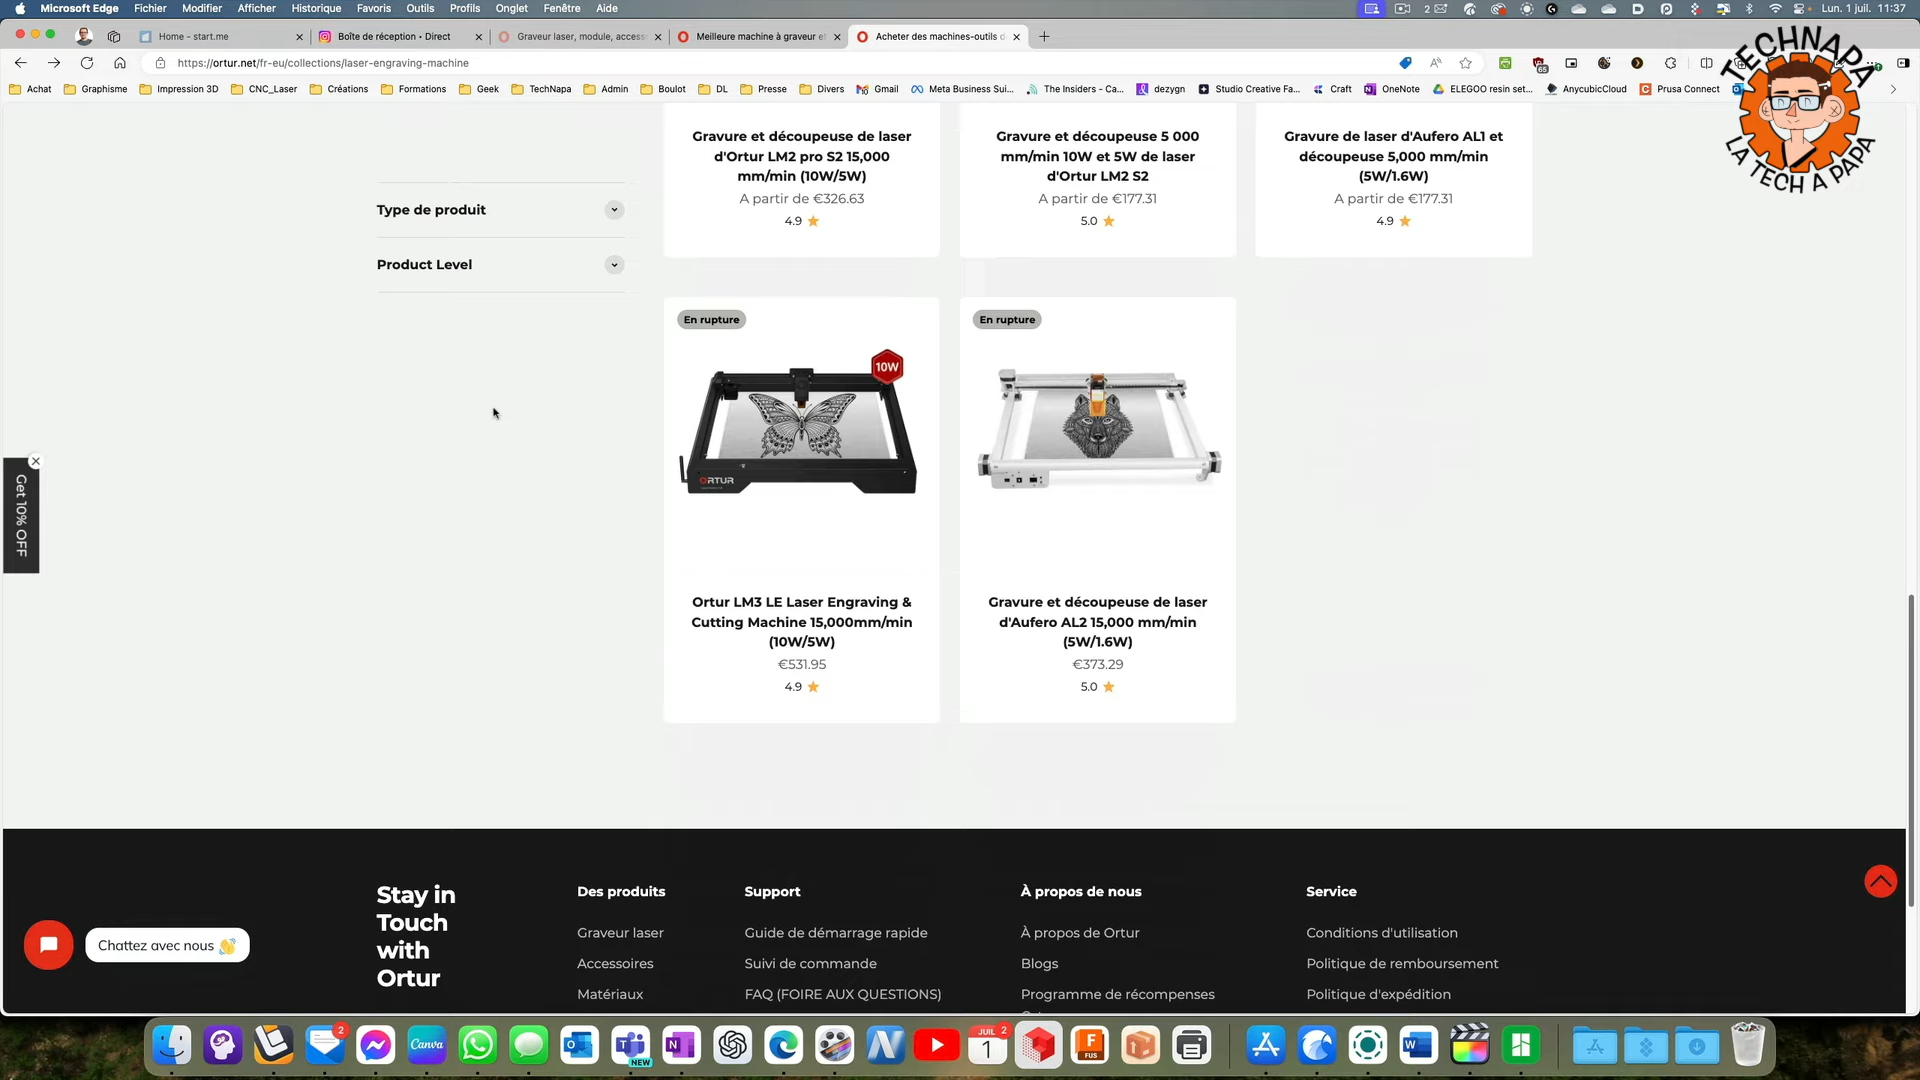 Microsoft Edge Fichier Modifier Afficher Historique Favoris Outils Profils Onglet Fenêtre Aide
2
Lun. 1 juil. 11:37
Home - start.me
Boîte de réception • Direct
Graveur laser, module, access
Meilleure machine à graveur et
Acheter des machines-outils d
https://ortur.net/fr-eu/collections/laser-engraving-machine
65
Achat Graphisme Impression 3D CNC_Laser Créations Formations Geek TechNapa Admin Boulot DL Presse Divers Gmail Meta Business Sui... The Insiders - Ca... dezygn Studio Creative Fa... Craft OneNote ELEGOO resin set... AnycubicCloud Prusa Connect
TECHNAPA
LA TECH A PAPA
Gravure et découpeuse de laser
d'Ortur LM2 pro S2 15,000
mm/min (10W/5W)
A partir de €326.63
4.9
Gravure et découpeuse 5 000
mm/min 10W et 5W de laser
d'Ortur LM2 S2
A partir de €177.31
5.0
Gravure de laser d'Aufero AL1 et
découpeuse 5,000 mm/min
(5W/1.6W)
A partir de €177.31
4.9
Type de produit
Product Level
En rupture
10W
ORTUR
Ortur LM3 LE Laser Engraving &
Cutting Machine 15,000mm/min
(10W/5W)
€531.95
4.9
En rupture
Gravure et découpeuse de laser
d'Aufero AL2 15,000 mm/min
(5W/1.6W)
€373.29
5.0
Get 10% OFF
Stay in
Touch
with
Ortur
Des produits
Graveur laser
Accessoires
Matériaux
Support
Guide de démarrage rapide
Suivi de commande
FAQ (FOIRE AUX QUESTIONS)
À propos de nous
À propos de Ortur
Blogs
Programme de récompenses
Service
Conditions d'utilisation
Politique de remboursement
Politique d'expédition
Chattez avec nous
2
Canva
NEW
JUIL
2
1
F
FUS